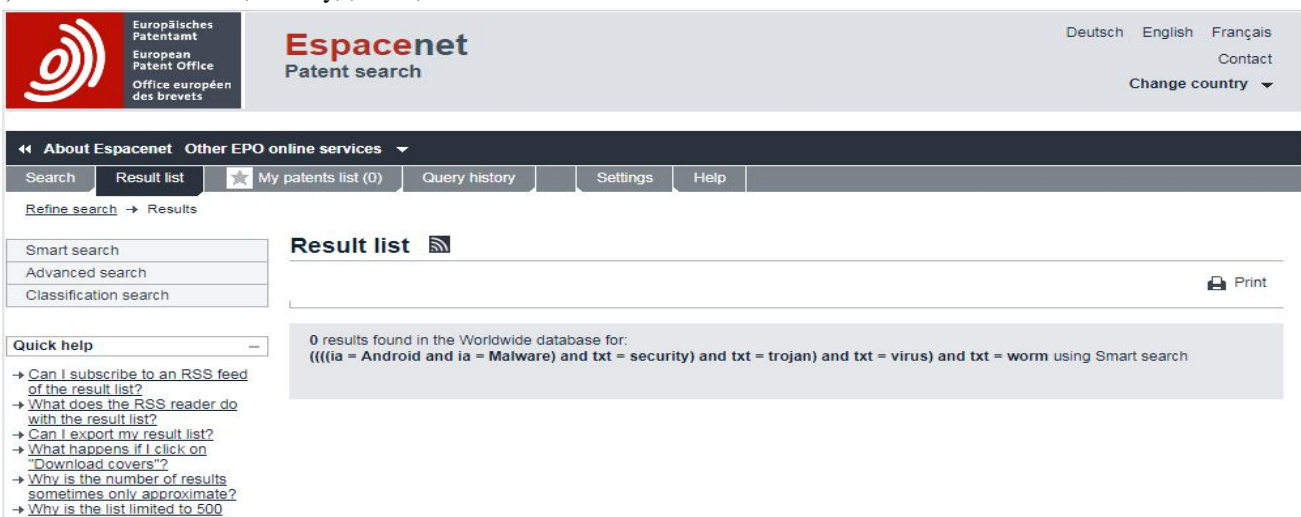 Europäisches
Patentamt
European
Patent Office
Office européen
des brevets
Espacenet
Patent search
Deutsch English Français
Contact
Change country
About Espacenet Other EPO online services
Search Result list My patents list (0) Query history Settings Help
Refine search → Results
Smart search
Advanced search
Classification search
Quick help –
→ Can I subscribe to an RSS feed
of the result list?
→ What does the RSS reader do
with the result list?
→ Can I export my result list?
→ What happens if I click on
"Download covers"?
→ Why is the number of results
sometimes only approximate?
→ Why is the list limited to 500
Result list
Print
0 results found in the Worldwide database for:
((((ia = Android and ia = Malware) and txt = security) and txt = trojan) and txt = virus) and txt = worm using Smart search